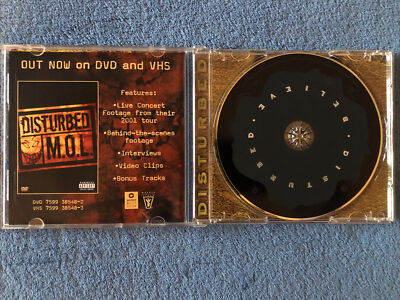 OUT NOW on DVD and VHS
DISTURBED
M.O.L.
Features:
•Live Concert
Footage from their
2001 tour
•Behind-the-scenes
footage
•Interviews
•Video Clips
•Bonus Tracks
DVD 7599 38548-2
VHS 7599 38548-3
DISTURBED
DISTURBED • BELIEVE •